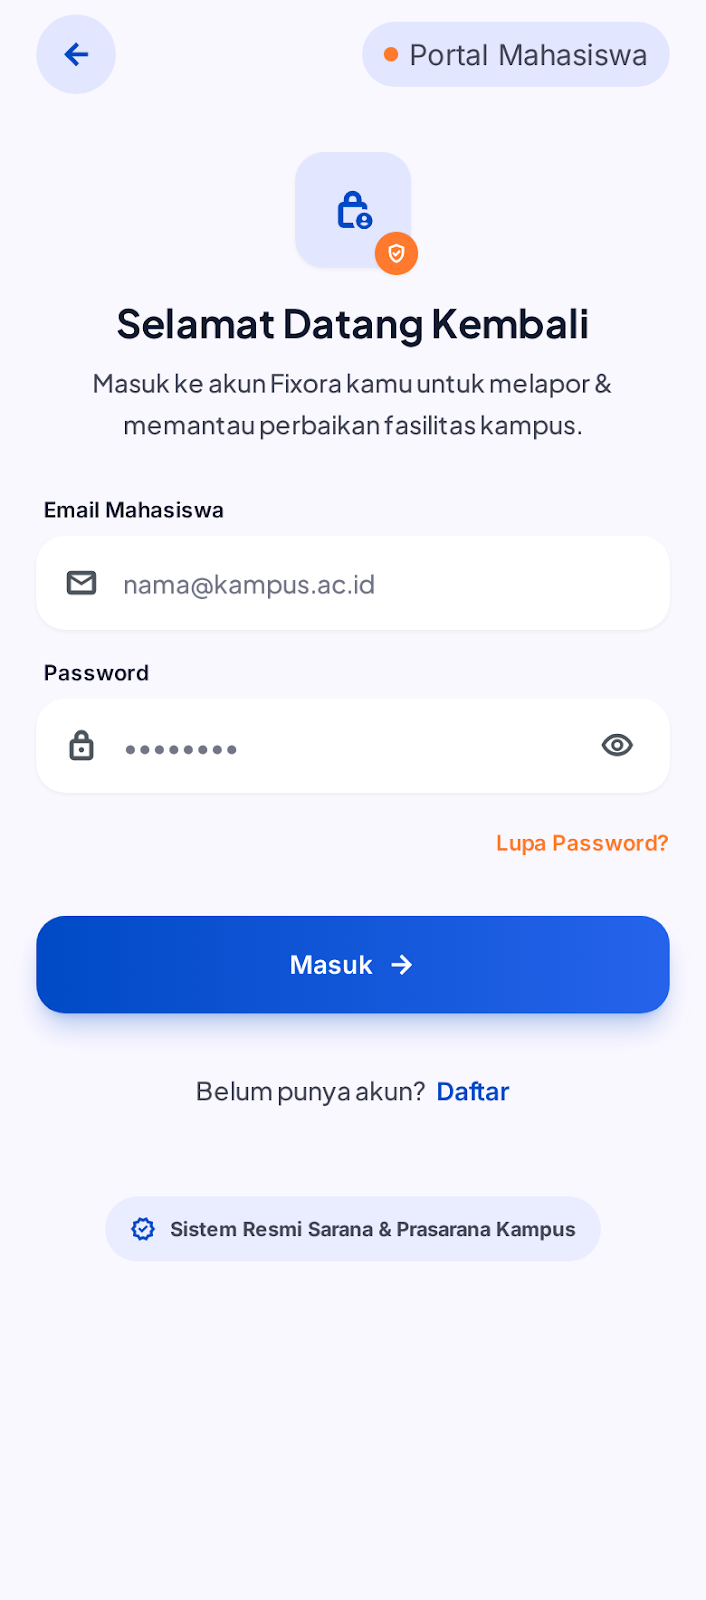 Portal Mahasiswa
Selamat Datang Kembali
Masuk ke akun Fixora kamu untuk melapor &
memantau perbaikan fasilitas kampus.
Email Mahasiswa
nama@kampus.ac.id
Password
••••••••
Lupa Password?
Masuk →
Belum punya akun? Daftar
Sistem Resmi Sarana & Prasarana Kampus